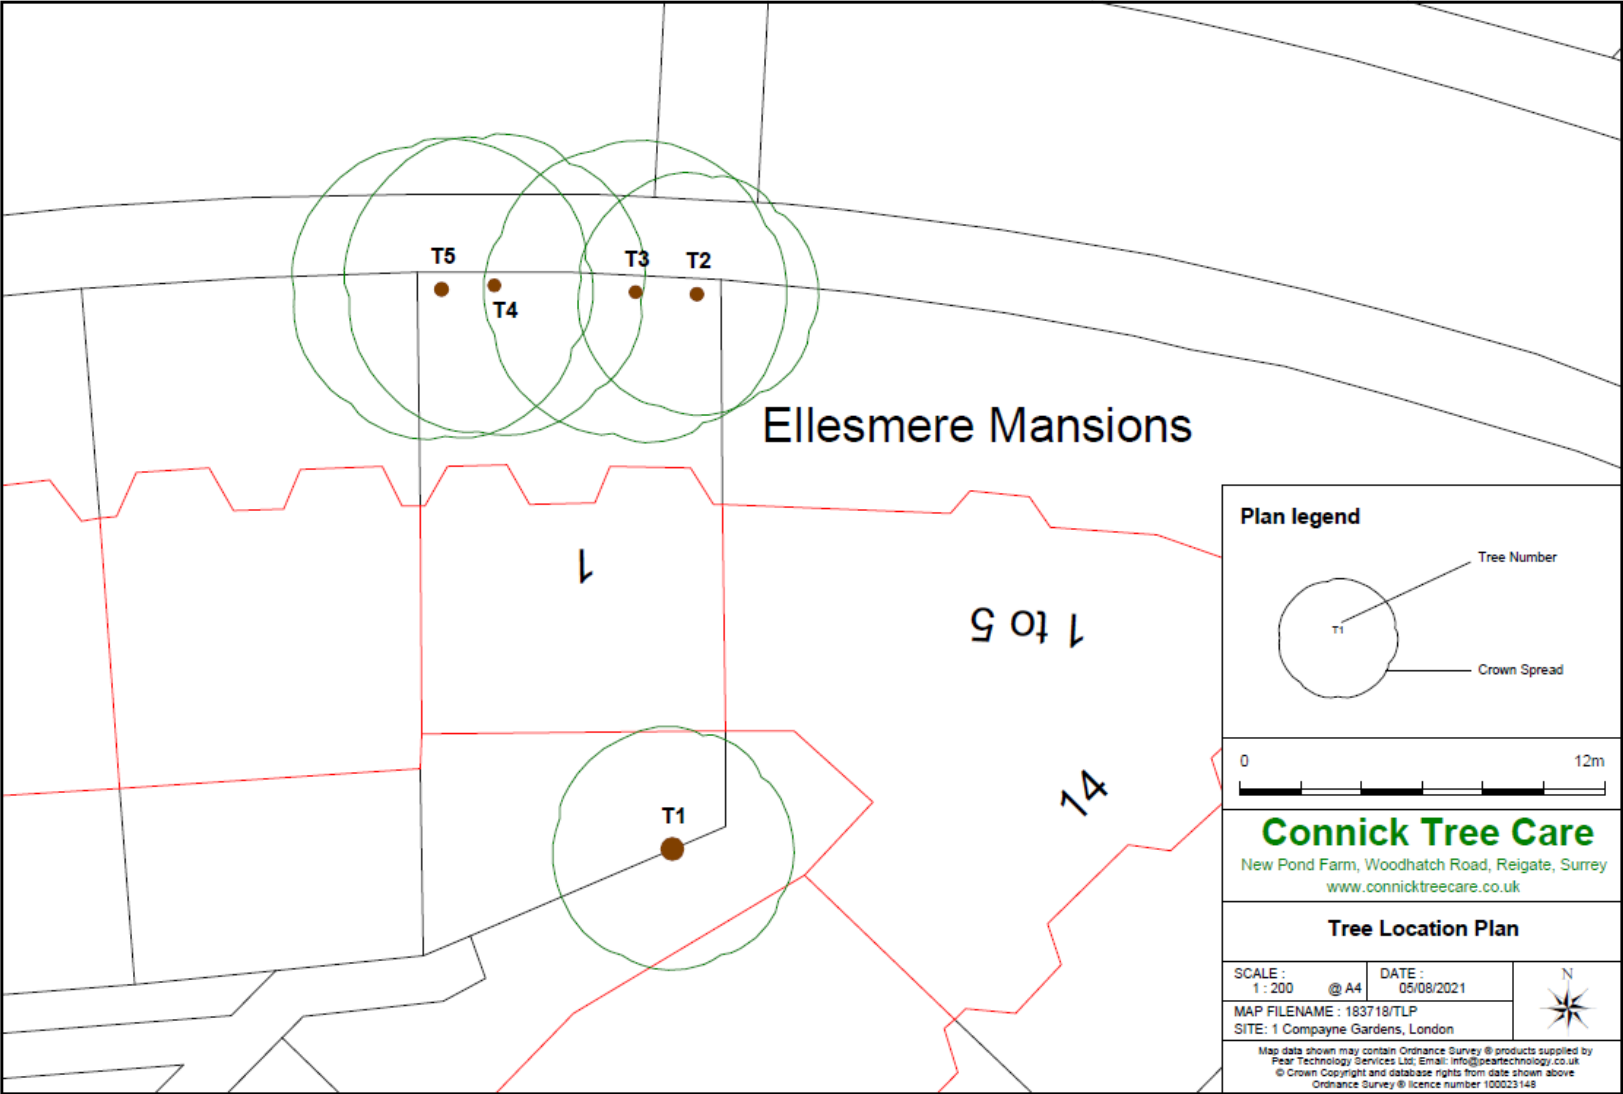 T5
T3
T2
T4
Ellesmere Mansions
1
1 to 5
14
T1
Plan legend
Tree Number
T1
Crown Spread
0 12m
Connick Tree Care
New Pond Farm, Woodhatch Road, Reigate, Surrey
www.connicktreecare.co.uk
Tree Location Plan
SCALE :
1 : 200 @ A4
DATE :
05/08/2021
N
MAP FILENAME : 183718/TLP
SITE: 1 Compayne Gardens, London
Map data shown may contain Ordnance Survey ® products supplied by
Pear Technology Services Ltd; Email: info@peartechnology.co.uk
© Crown Copyright and database rights from date shown above
Ordnance Survey ® licence number 100023148